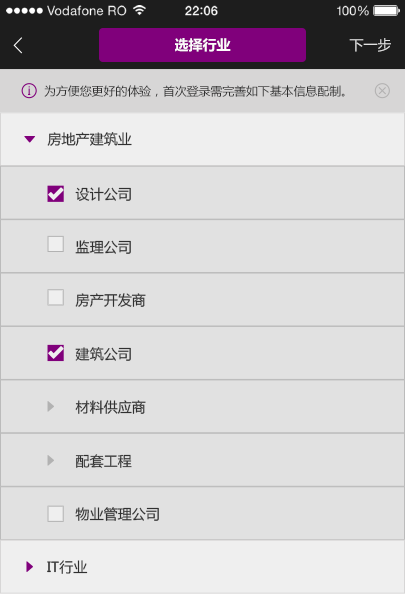 Vodafone RO 22:06 100%
选择行业 下一步
为方便您更好的体验，首次登录需完善如下基本信息配制。
房地产建筑业
设计公司
监理公司
房产开发商
建筑公司
材料供应商
配套工程
物业管理公司
IT行业